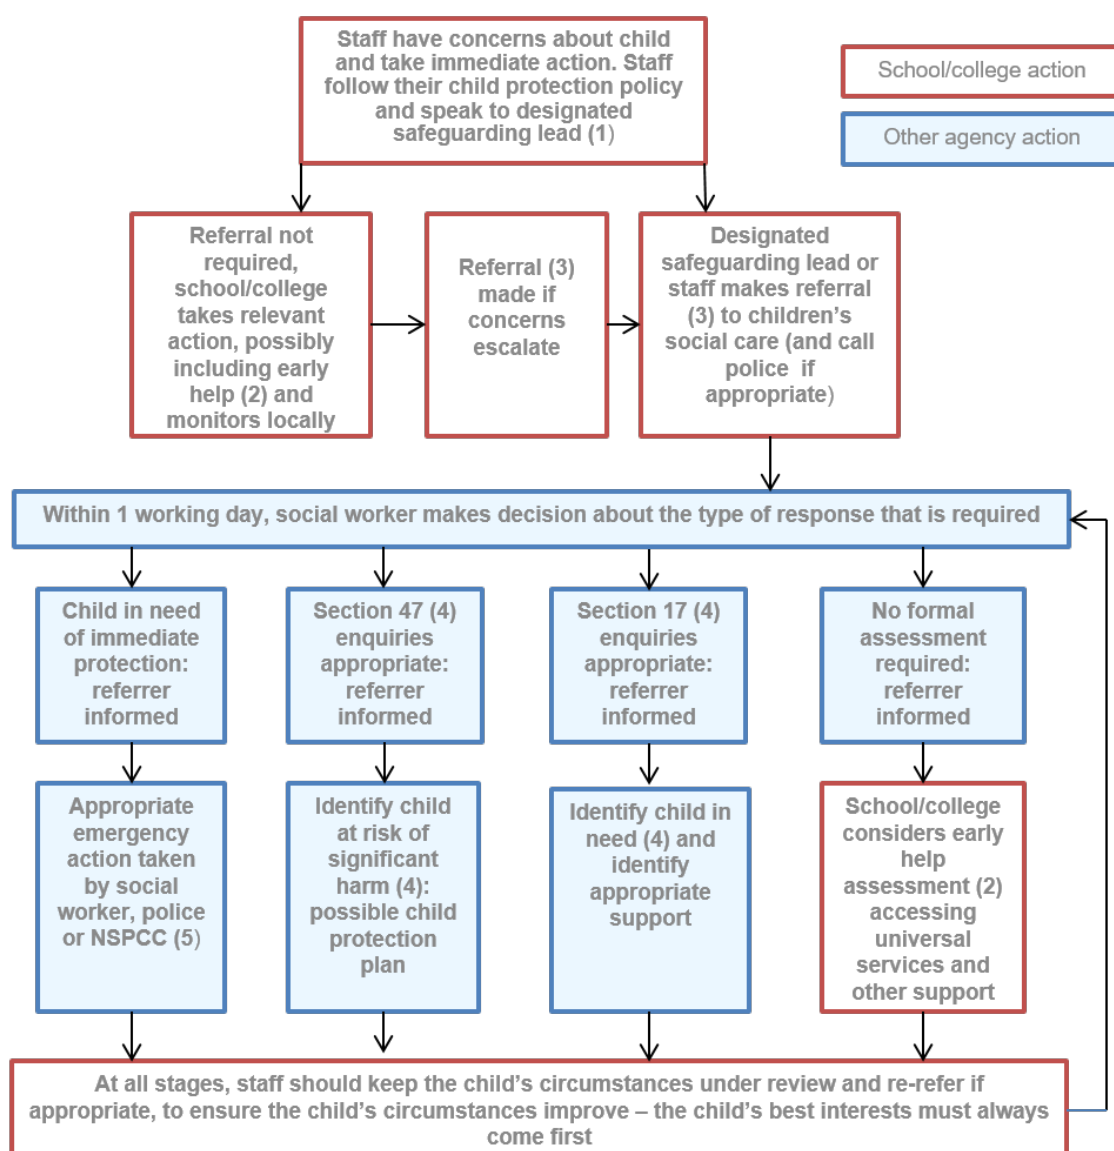 Staff have concerns about child
and take immediate action. Staff
follow their child protection policy
and speak to designated
safeguarding lead (1)
School/college action
Other agency action
Referral not
required,
school/college
takes relevant
action, possibly
including early
help (2) and
monitors locally
Referral (3)
made if
concerns
escalate
Designated
safeguarding lead or
staff makes referral
(3) to children’s
social care (and call
police if
appropriate)
Within 1 working day, social worker makes decision about the type of response that is required
Child in need
of immediate
protection:
referrer
informed
Section 47 (4)
enquiries
appropriate:
referrer
informed
Section 17 (4)
enquiries
appropriate:
referrer
informed
No formal
assessment
required:
referrer
informed
Appropriate
emergency
action taken
by social
worker, police
or NSPCC (5)
Identify child
at risk of
significant
harm (4):
possible child
protection
plan
Identify child in
need (4) and
identify
appropriate
support
School/college
considers early
help
assessment (2)
accessing
universal
services and
other support
At all stages, staff should keep the child’s circumstances under review and re-refer if
appropriate, to ensure the child’s circumstances improve – the child’s best interests must always
come first